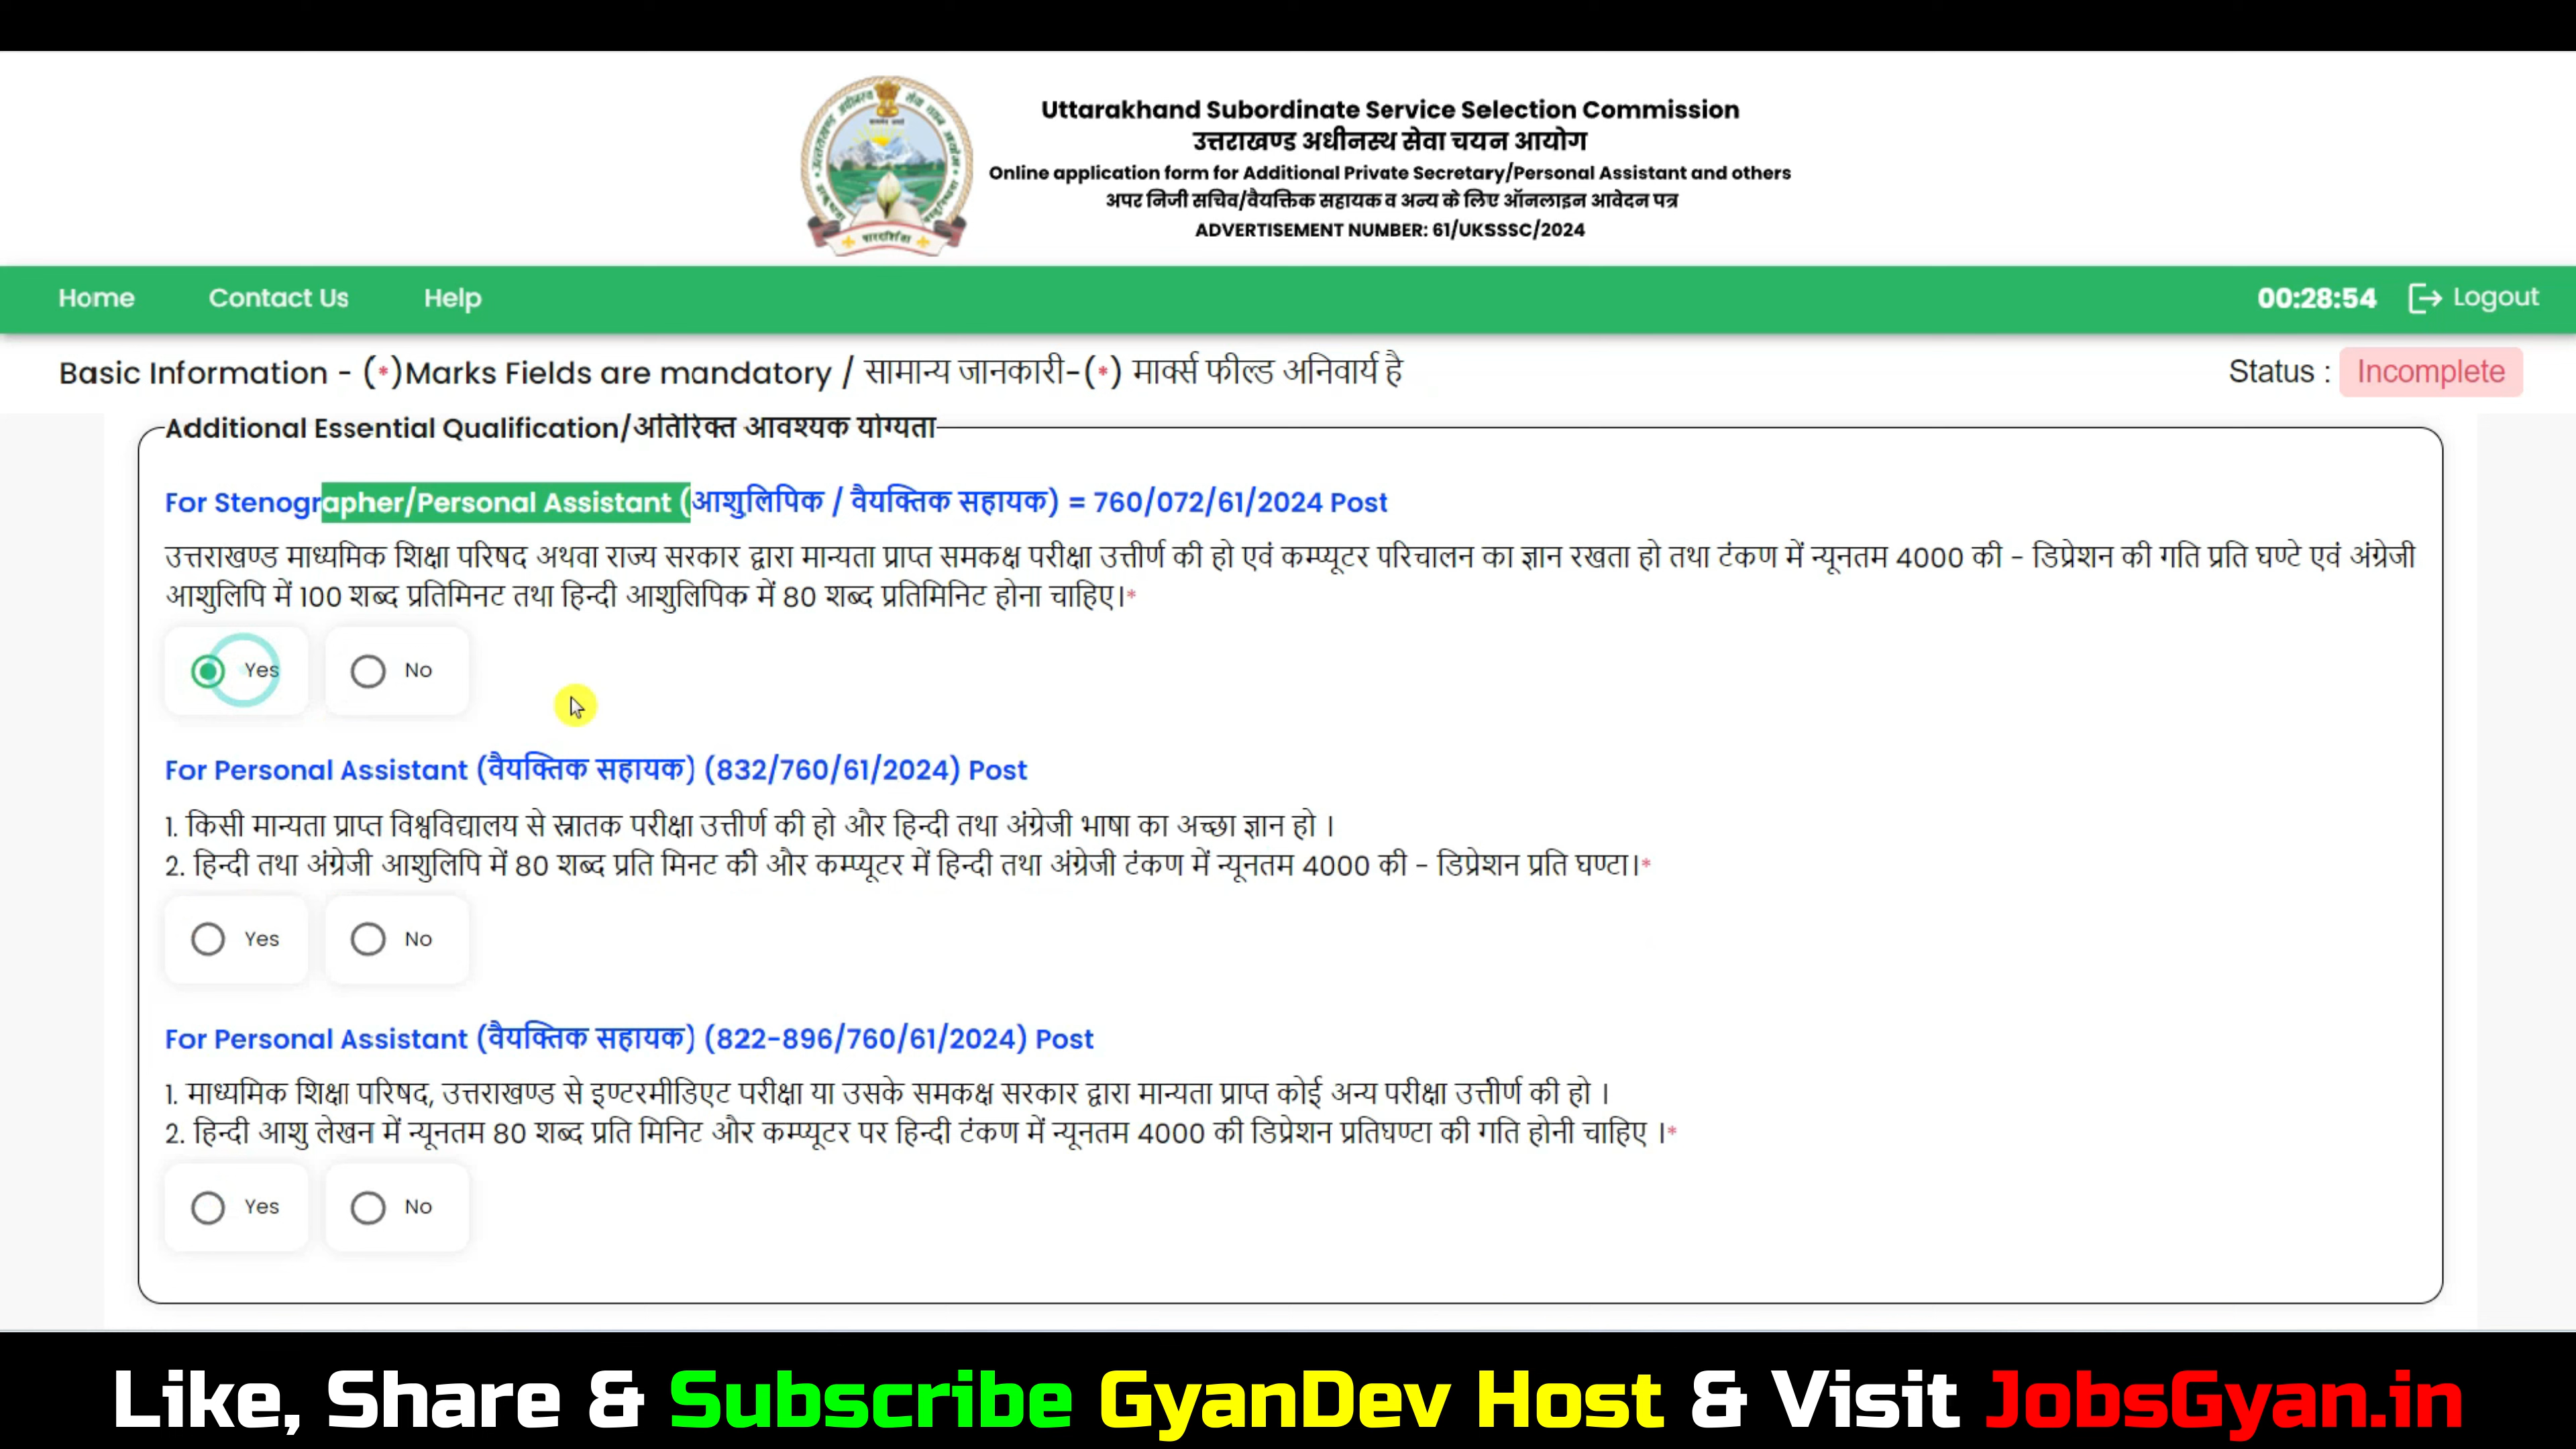 Uttarakhand Subordinate Service Selection Commission
उत्तराखण्ड अधीनस्थ सेवा चयन आयोग
Online application form for Additional Private Secretary/Personal Assistant and others
अपर निजी सचिव/वैयक्तिक सहायक व अन्य के लिए ऑनलाइन आवेदन पत्र
ADVERTISEMENT NUMBER: 61/UKSSSC/2024
Home Contact Us Help 00:28:54 Logout
Basic Information - (*)Marks Fields are mandatory / सामान्य जानकारी-(*) मार्क्स फील्ड अनिवार्य है Status : Incomplete
Additional Essential Qualification/अतिरिक्त आवश्यक योग्यता
For Stenographer/Personal Assistant (आशुलिपिक / वैयक्तिक सहायक) = 760/072/61/2024 Post
उत्तराखण्ड माध्यमिक शिक्षा परिषद अथवा राज्य सरकार द्वारा मान्यता प्राप्त समकक्ष परीक्षा उत्तीर्ण की हो एवं कम्प्यूटर परिचालन का ज्ञान रखता हो तथा टंकण में न्यूनतम 4000 की - डिप्रेशन की गति प्रति घण्टे एवं अंग्रेजी
आशुलिपि में 100 शब्द प्रतिमिनट तथा हिन्दी आशुलिपिक में 80 शब्द प्रतिमिनिट होना चाहिए।*
Yes No
For Personal Assistant (वैयक्तिक सहायक) (832/760/61/2024) Post
1. किसी मान्यता प्राप्त विश्वविद्यालय से स्नातक परीक्षा उत्तीर्ण की हो और हिन्दी तथा अंग्रेजी भाषा का अच्छा ज्ञान हो ।
2. हिन्दी तथा अंग्रेजी आशुलिपि में 80 शब्द प्रति मिनट की और कम्प्यूटर में हिन्दी तथा अंग्रेजी टंकण में न्यूनतम 4000 की - डिप्रेशन प्रति घण्टा।*
Yes No
For Personal Assistant (वैयक्तिक सहायक) (822-896/760/61/2024) Post
1. माध्यमिक शिक्षा परिषद, उत्तराखण्ड से इण्टरमीडिएट परीक्षा या उसके समकक्ष सरकार द्वारा मान्यता प्राप्त कोई अन्य परीक्षा उत्तीर्ण की हो ।
2. हिन्दी आशु लेखन में न्यूनतम 80 शब्द प्रति मिनिट और कम्प्यूटर पर हिन्दी टंकण में न्यूनतम 4000 की डिप्रेशन प्रतिघण्टा की गति होनी चाहिए ।*
Yes No
Like, Share & Subscribe GyanDev Host & Visit JobsGyan.in